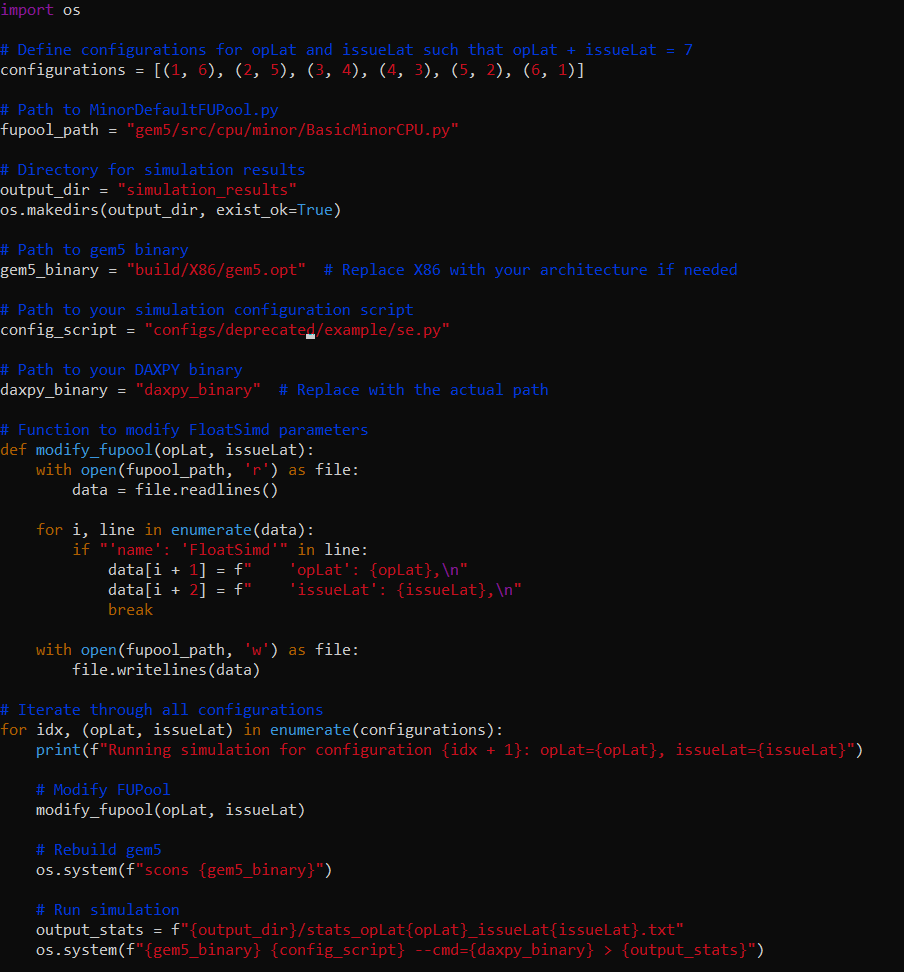 import os

# Define configurations for opLat and issueLat such that opLat + issueLat = 7
configurations = [(1, 6), (2, 5), (3, 4), (4, 3), (5, 2), (6, 1)]

# Path to MinorDefaultFUPool.py
fupool_path = "gem5/src/cpu/minor/BasicMinorCPU.py"

# Directory for simulation results
output_dir = "simulation_results"
os.makedirs(output_dir, exist_ok=True)

# Path to gem5 binary
gem5_binary = "build/X86/gem5.opt"  # Replace X86 with your architecture if needed

# Path to your simulation configuration script
config_script = "configs/deprecated/example/se.py"

# Path to your DAXPY binary
daxpy_binary = "daxpy_binary"  # Replace with the actual path

# Function to modify FloatSimd parameters
def modify_fupool(opLat, issueLat):
    with open(fupool_path, 'r') as file:
        data = file.readlines()

    for i, line in enumerate(data):
        if "'name': 'FloatSimd'" in line:
            data[i + 1] = f"    'opLat': {opLat},\n"
            data[i + 2] = f"    'issueLat': {issueLat},\n"
            break

    with open(fupool_path, 'w') as file:
        file.writelines(data)

# Iterate through all configurations
for idx, (opLat, issueLat) in enumerate(configurations):
    print(f"Running simulation for configuration {idx + 1}: opLat={opLat}, issueLat={issueLat}")

    # Modify FUPool
    modify_fupool(opLat, issueLat)

    # Rebuild gem5
    os.system(f"scons {gem5_binary}")

    # Run simulation
    output_stats = f"{output_dir}/stats_opLat{opLat}_issueLat{issueLat}.txt"
    os.system(f"{gem5_binary} {config_script} --cmd={daxpy_binary} > {output_stats}")